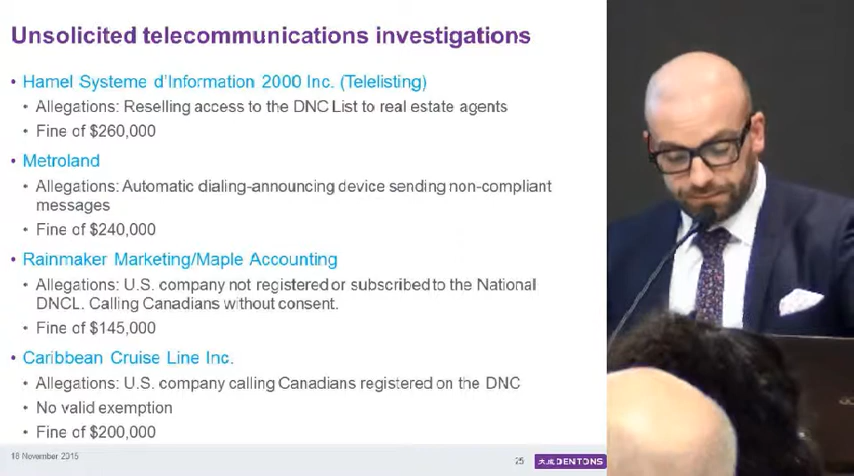 Unsolicited telecommunications investigations
• Hamel Systeme d'Information 2000 Inc. (Telelisting)
• Allegations: Reselling access to the DNC List to real estate agents
• Fine of $260,000
• Metroland
• Allegations: Automatic dialing-announcing device sending non-compliant
messages
• Fine of $240,000
• Rainmaker Marketing/Maple Accounting
• Allegations: U.S. company not registered or subscribed to the National
DNCL. Calling Canadians without consent.
• Fine of $145,000
• Caribbean Cruise Line Inc.
• Allegations: U.S. company calling Canadians registered on the DNC
• No valid exemption
• Fine of $200,000
18 November 2015
25
大成 DENTONS